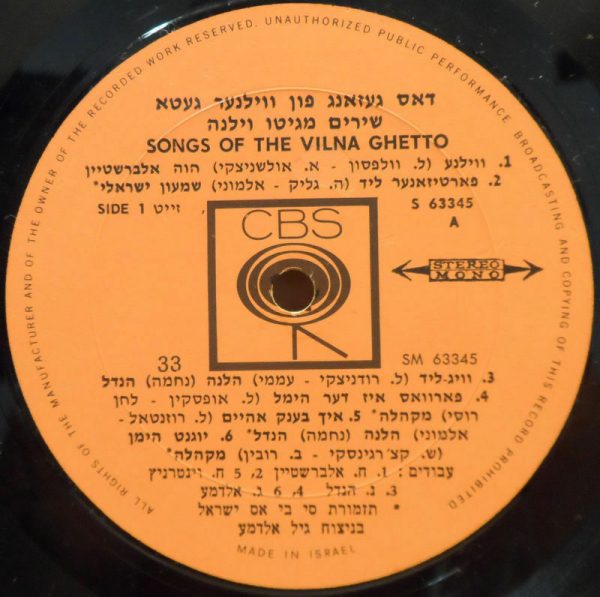 ALL RIGHTS OF THE MANUFACTURER AND OF THE OWNER OF THE RECORDED WORK RESERVED. UNAUTHORIZED PUBLIC PERFORMANCE. BROADCASTING AND COPYING OF THIS RECORD PROHIBITED
דאס געזאנג פון ווילנער געטא
שירים מגיטו וילנה
SONGS OF THE VILNA GHETTO
1. ווילנע (ל. וולפסון - א. אולשניצקי) חוה אלברשטיין
2. פארטיזאנער ליד (ה. גליק - אלמוני) שמעון ישראלי*
SIDE 1 זייט,
S 63345
A
CBS
STEREO
MONO
33
SM 63345
3. וויג-ליד (ל. רודניצקי - עממי) הלנה (נחמה) הנדל
4. פארוואס איז דער הימל (ל. אופסקין - לחן
רוסי) מקהלה* 5. איך בענק אהיים (ל. רוזנטאל -
אלמוני) הלנה (נחמה) הנדל* 6. יוגנט הימן
(ש. קצ'רגינסקי - ב. רובין) מקהלה*
עבודים: 1. ח. אלברשטיין 2, 5 ח. וינטרניץ
3. נ. הנדל 4, 6 ג. אלדמע
* תזמורת סי בי אס ישראל
בניצוח גיל אלדמע
MADE IN ISRAEL